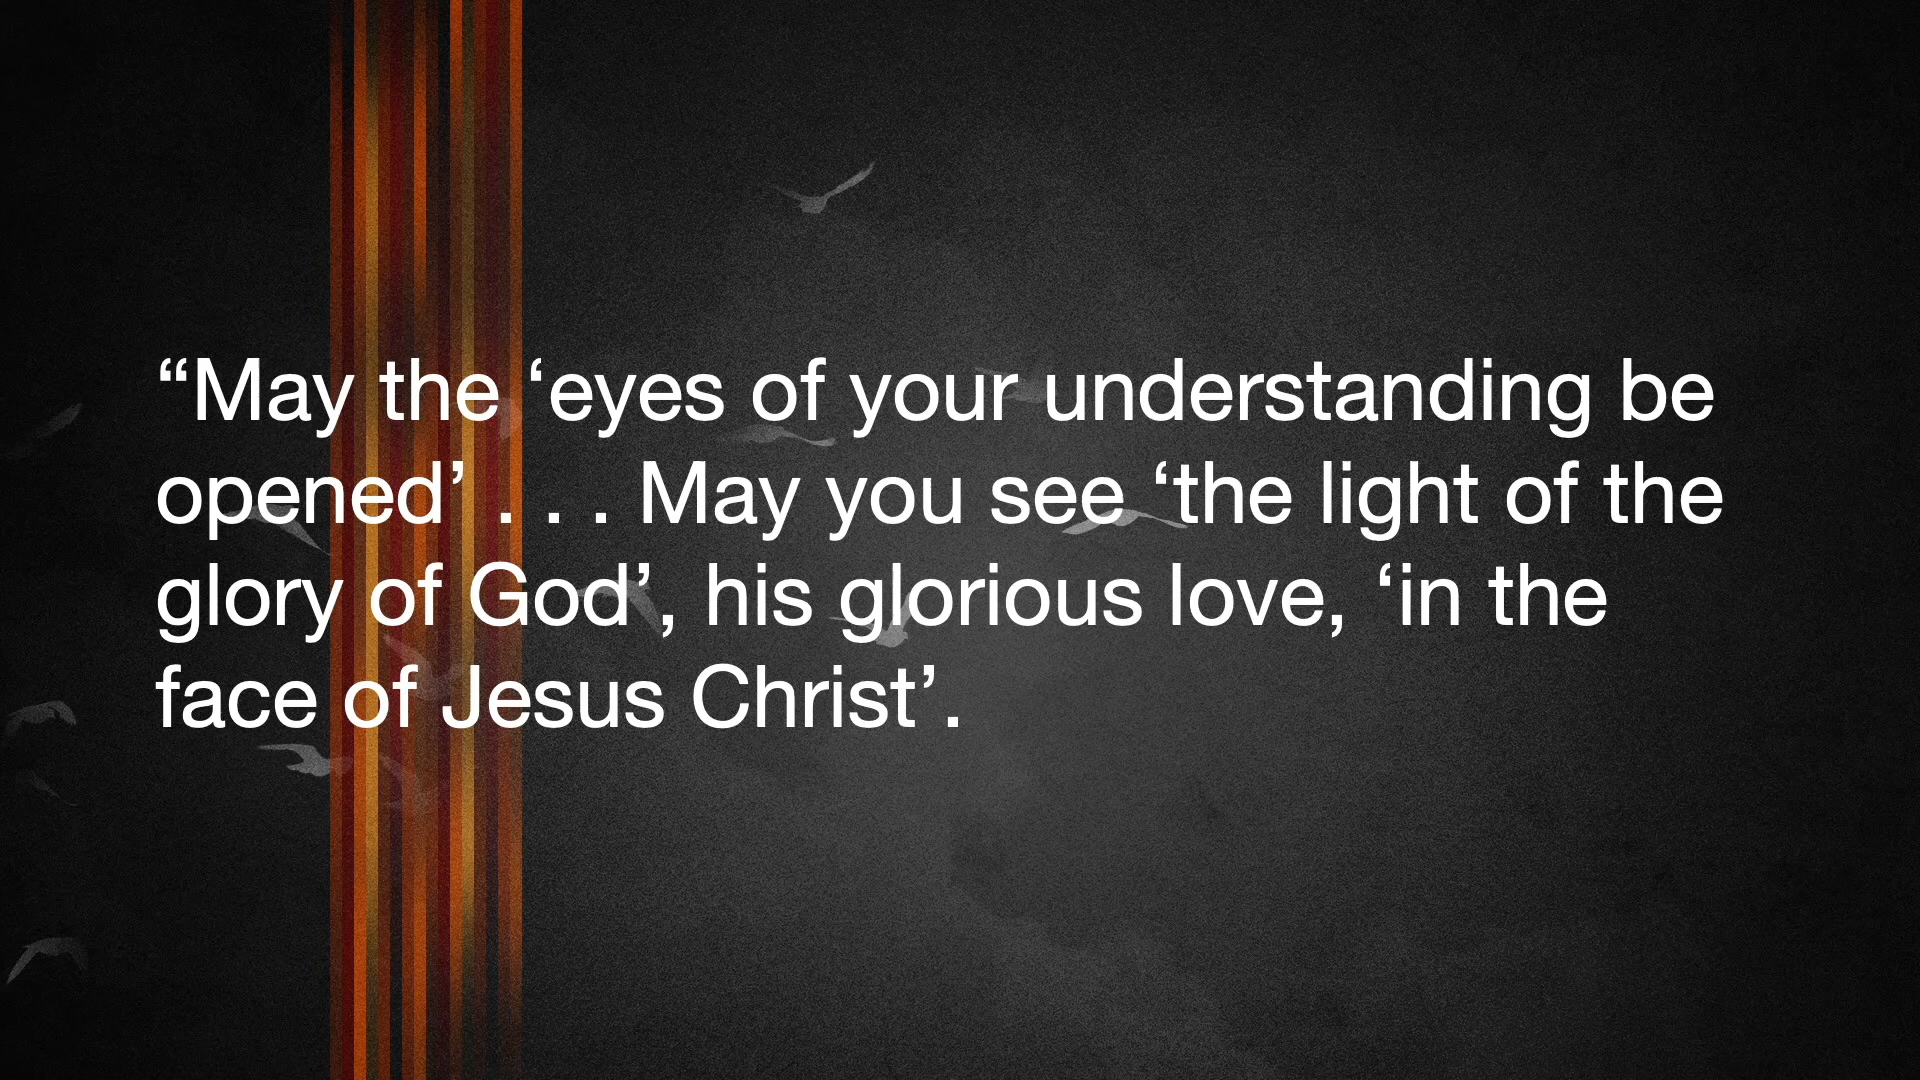 “May the ‘eyes of your understanding be
opened’ . . . May you see ‘the light of the
glory of God’, his glorious love, ‘in the
face of Jesus Christ’.